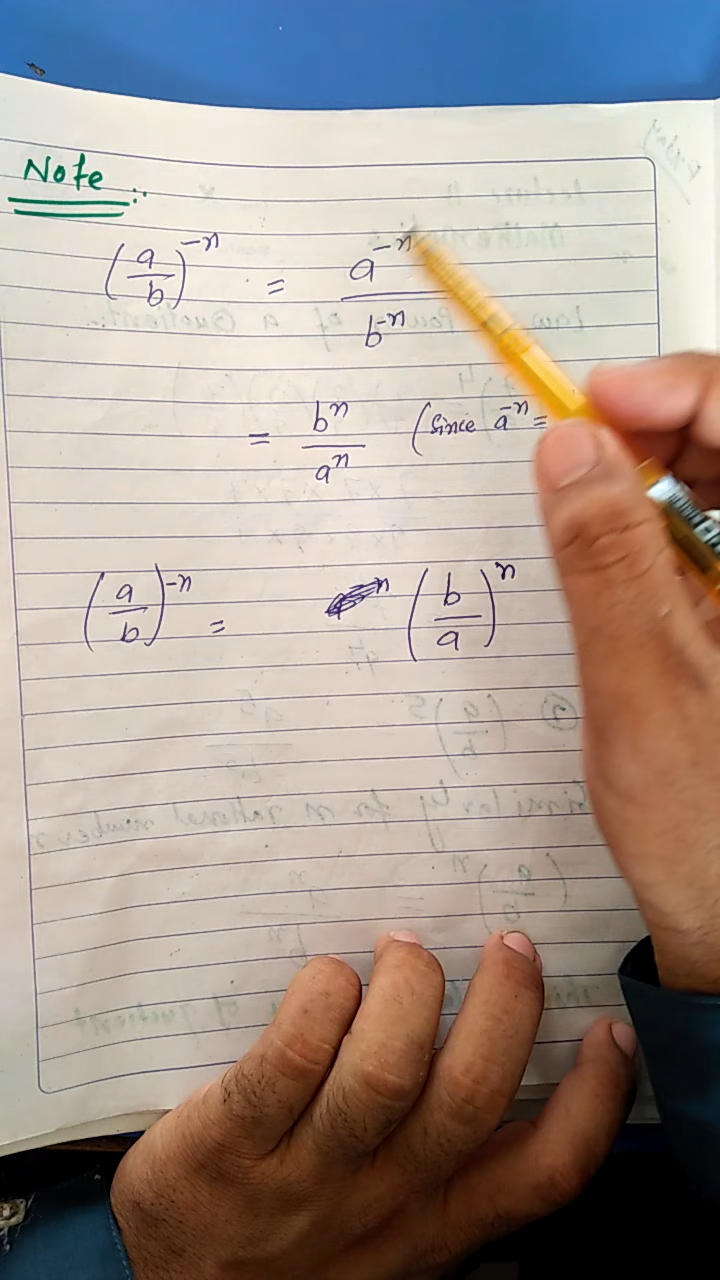 Note :-
(a/b)^-n = a^-n / b^-n
= b^n / a^n (Since a^-n =
(a/b)^-n = n (b/a)^n